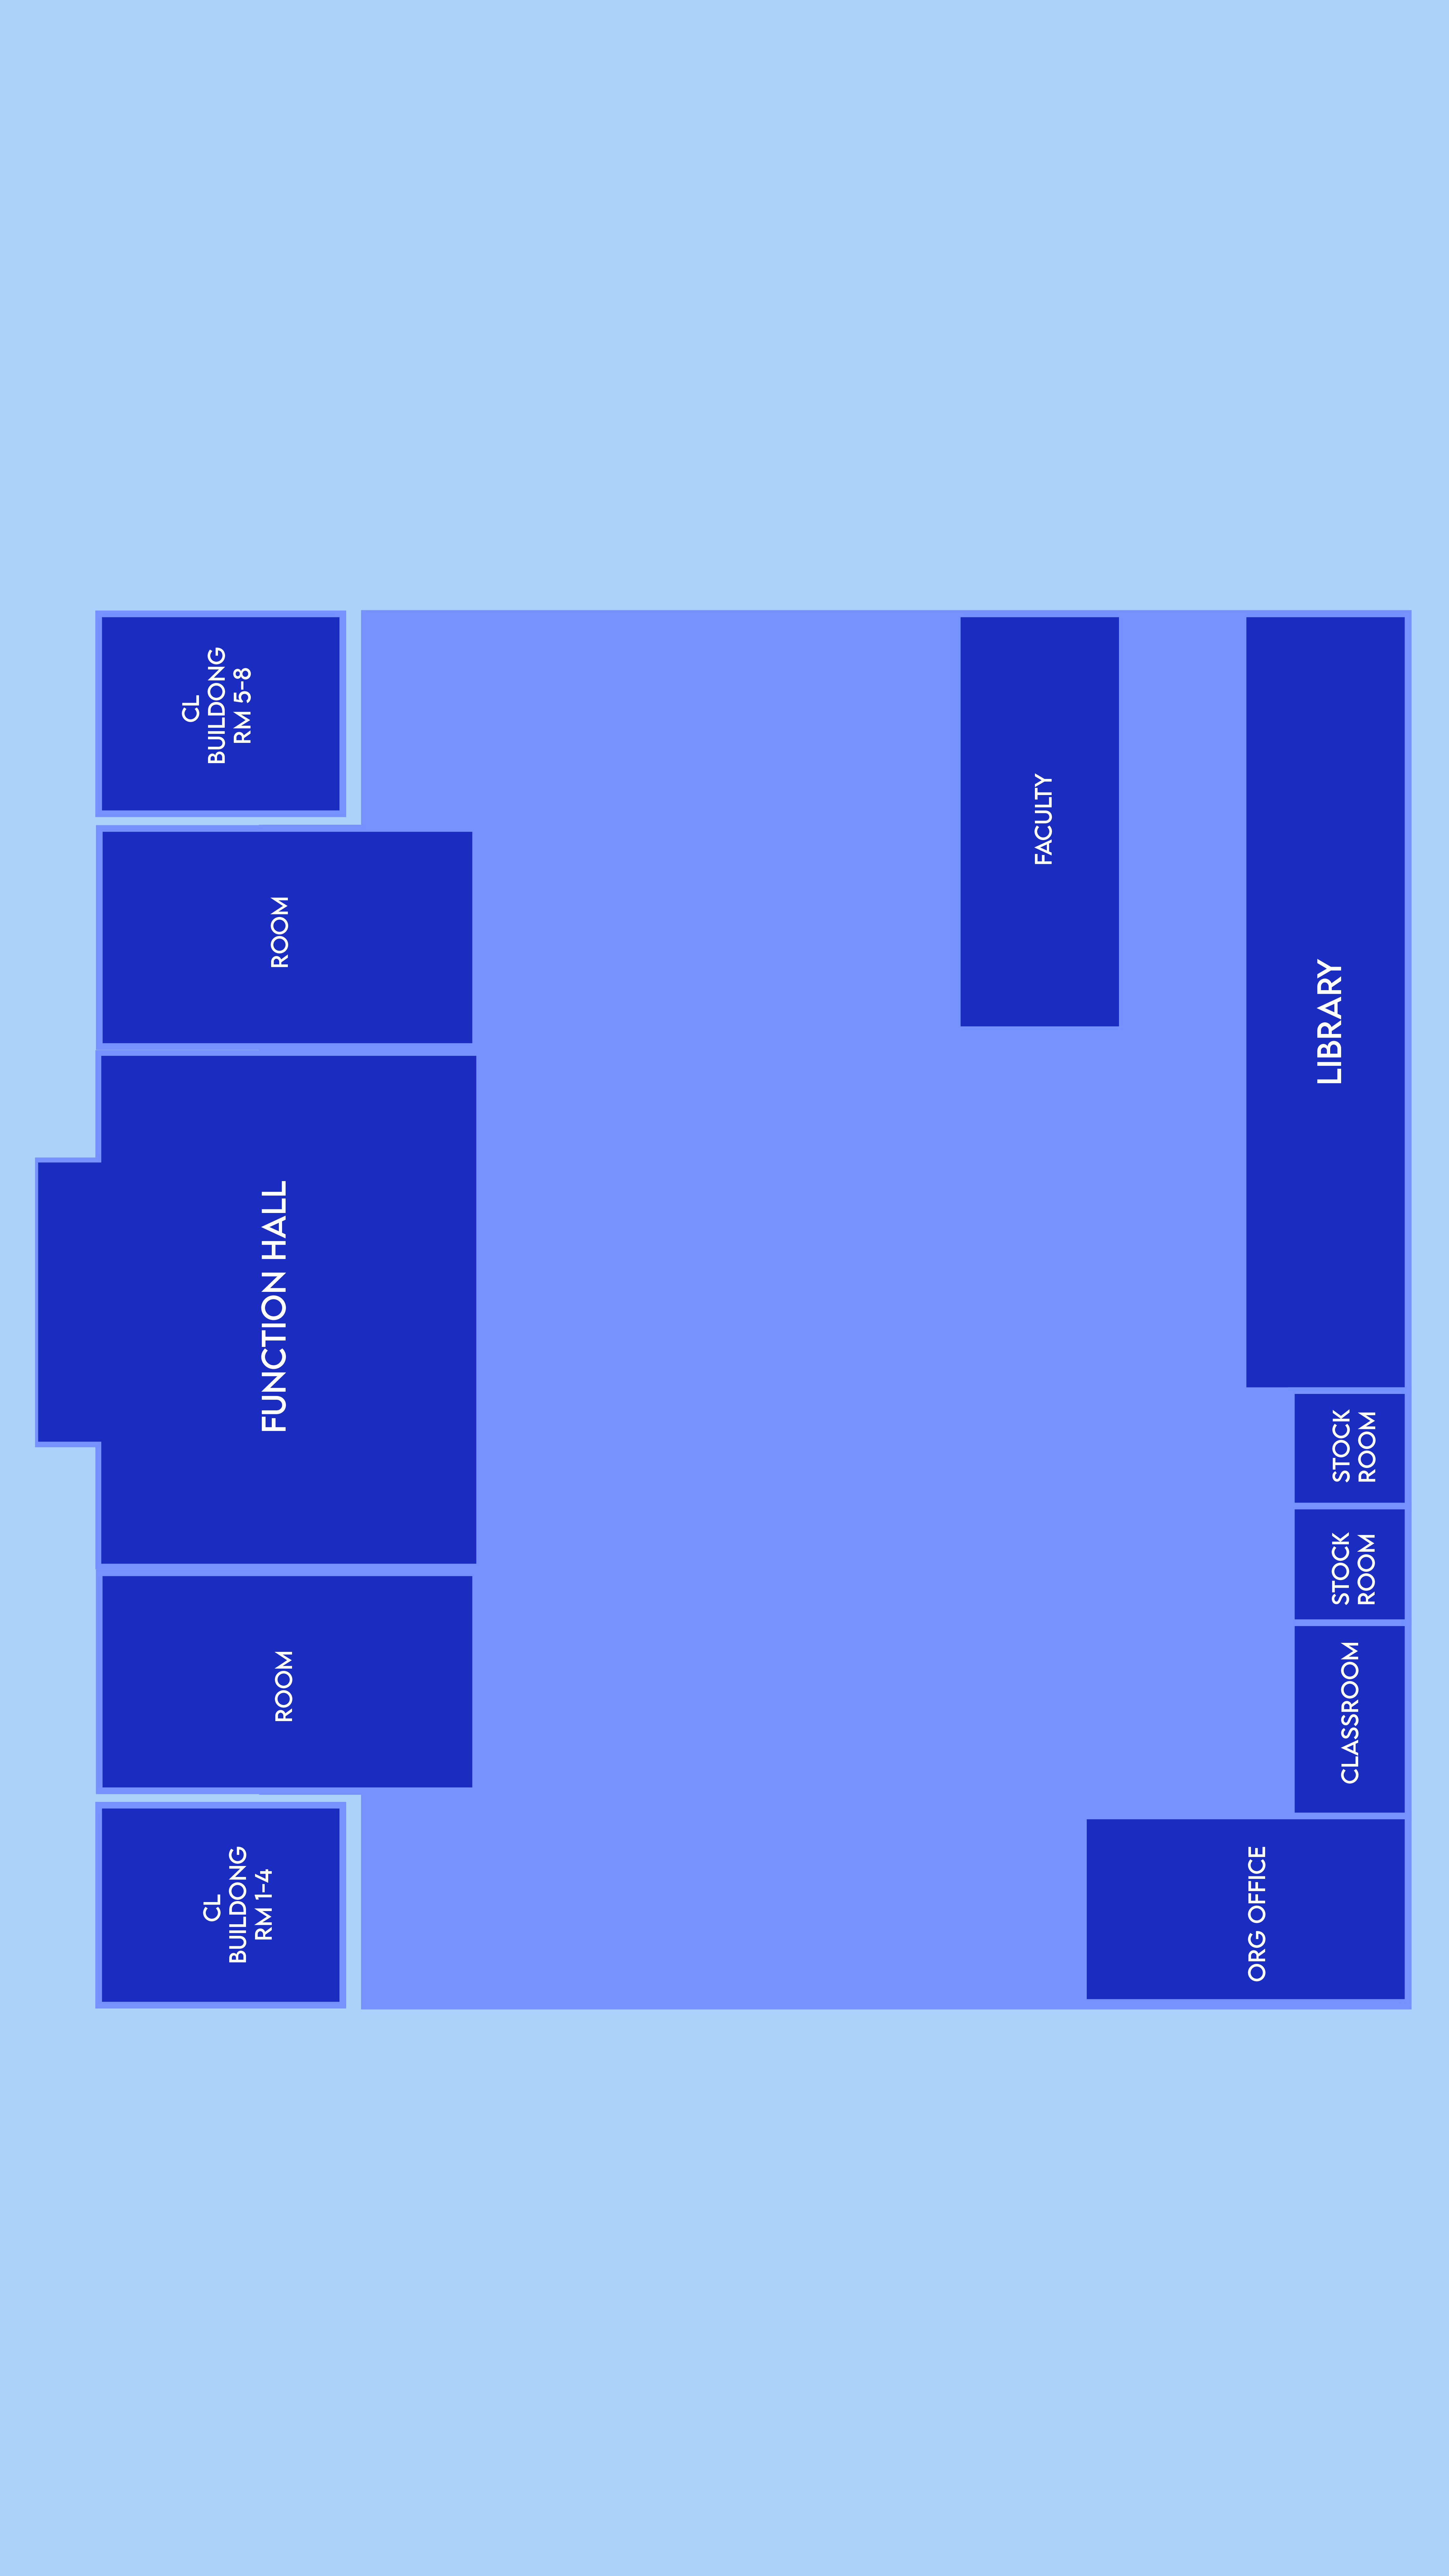 CL
BUILDONG
RM 5-8
ROOM
FUNCTION HALL
ROOM
CL
BUILDONG
RM 1-4
FACULTY
LIBRARY
STOCK
ROOM
STOCK
ROOM
CLASSROOM
ORG OFFICE